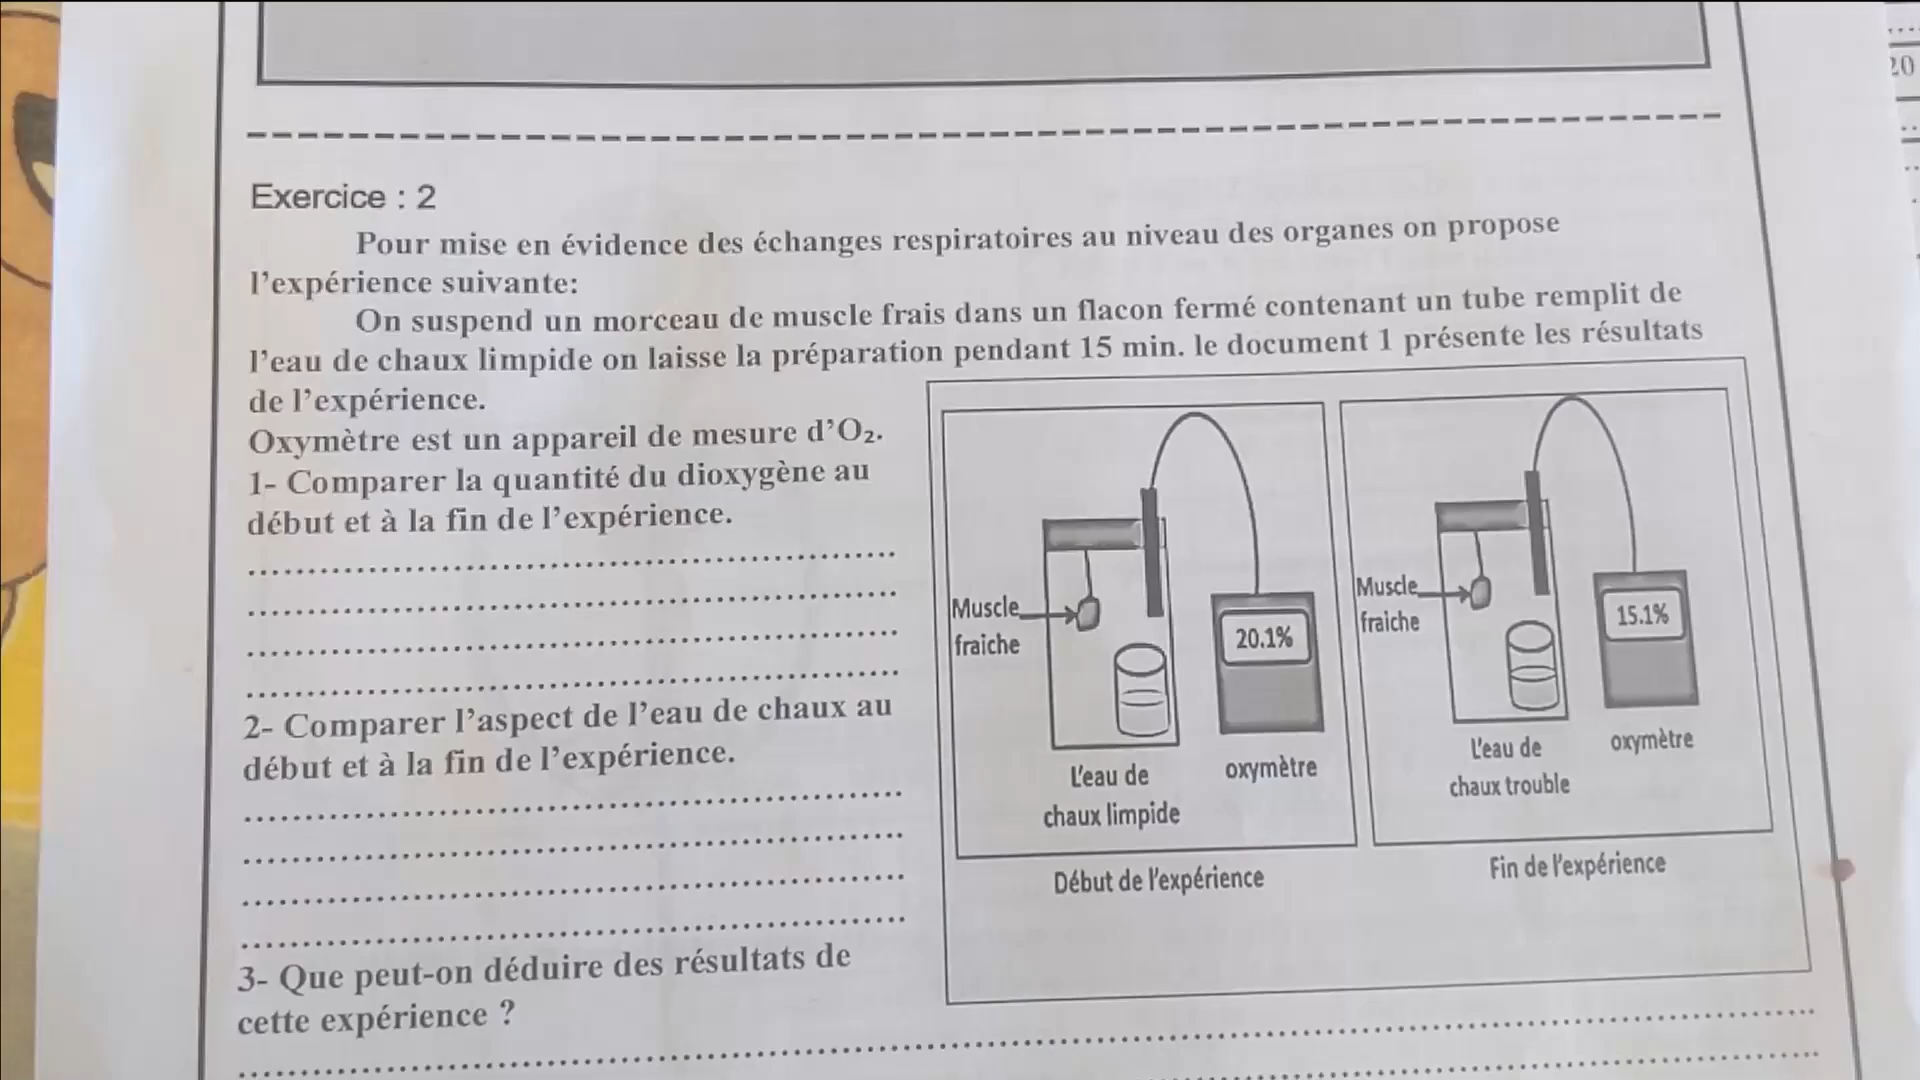 20
Exercice : 2
Pour mise en évidence des échanges respiratoires au niveau des organes on propose
l'expérience suivante:
On suspend un morceau de muscle frais dans un flacon fermé contenant un tube remplit de
l'eau de chaux limpide on laisse la préparation pendant 15 min. le document 1 présente les résultats
de l'expérience.
Oxymètre est un appareil de mesure d'O₂.
1- Comparer la quantité du dioxygène au
début et à la fin de l'expérience.
2- Comparer l'aspect de l'eau de chaux au
début et à la fin de l'expérience.
3- Que peut-on déduire des résultats de
cette expérience ?
Muscle
fraiche
20.1%
L'eau de
chaux limpide
oxymètre
Début de l'expérience
Muscle
fraiche
15.1%
L'eau de
chaux trouble
oxymètre
Fin de l'expérience